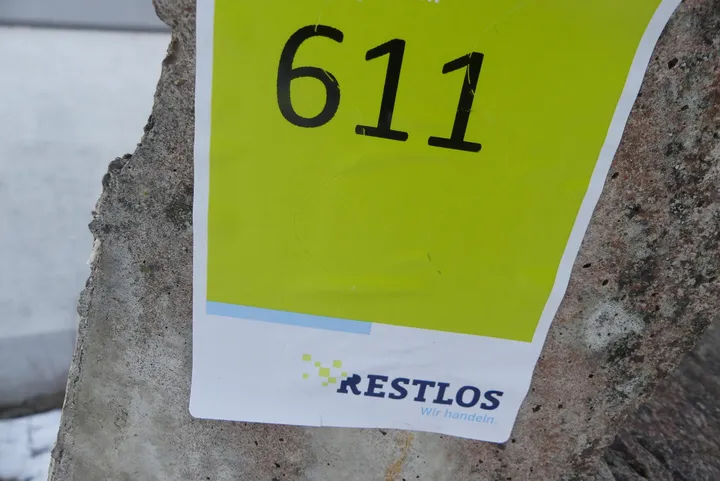 611
RESTLOS
Wir handeln.